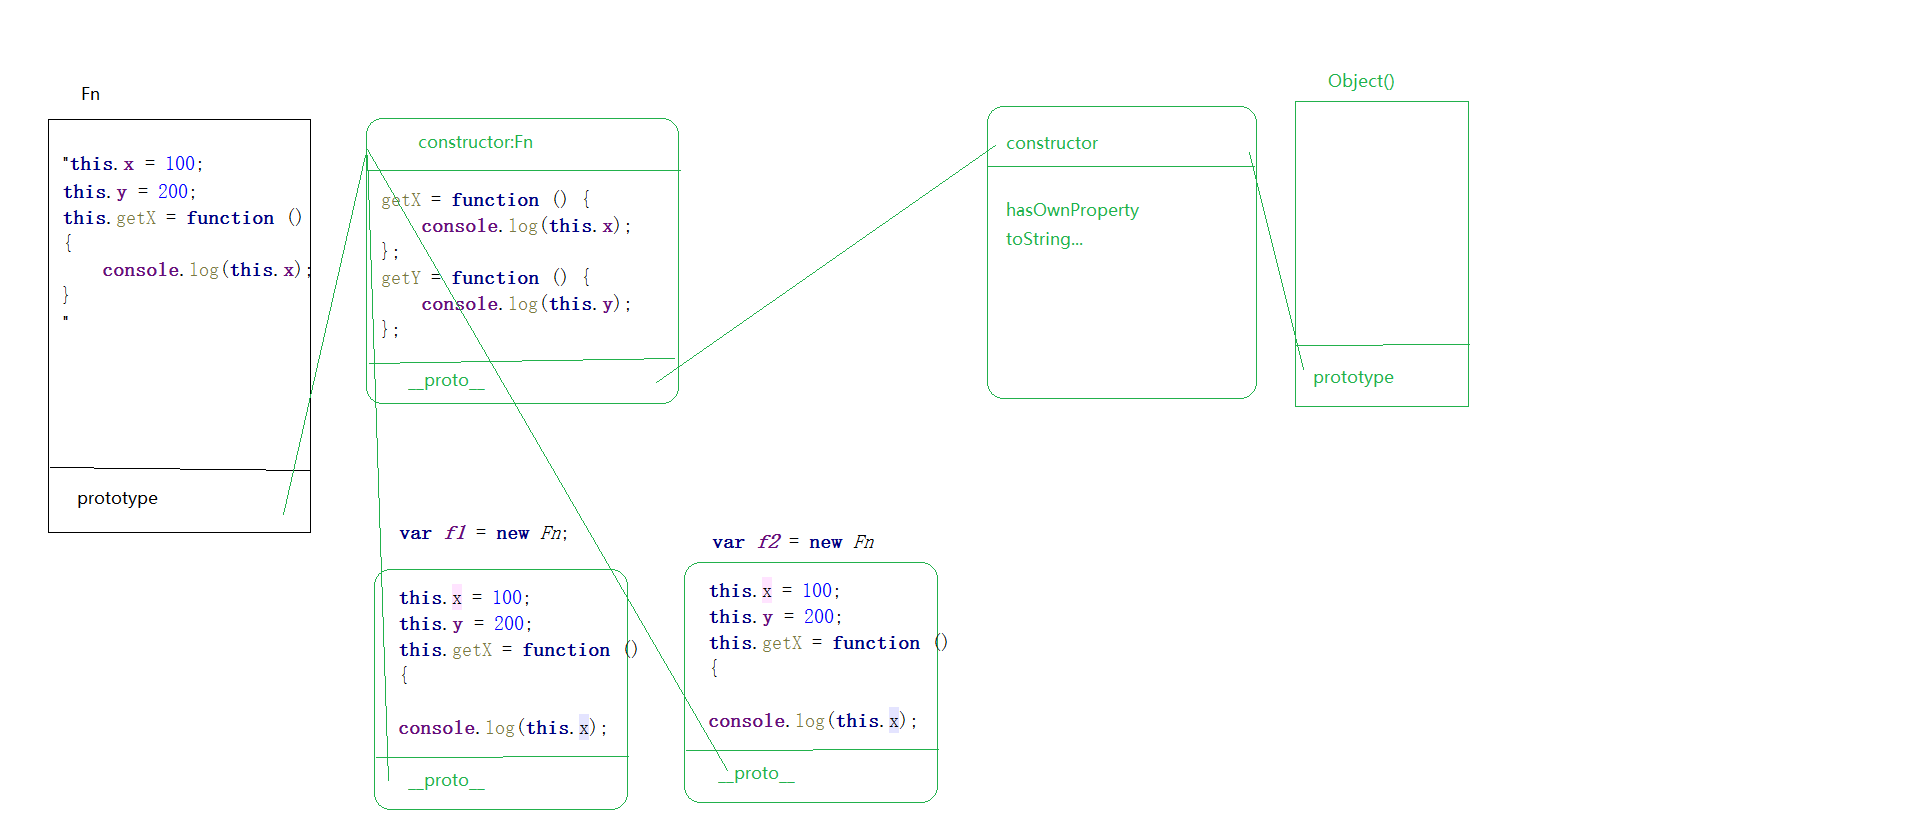 Fn
"this.x = 100;
this.y = 200;
this.getX = function ()
{
console.log(this.x);
}
"
prototype
constructor:Fn
getX = function () {
console.log(this.x);
};
getY = function () {
console.log(this.y);
};
__proto__
constructor
hasOwnProperty
toString...
Object()
prototype
var f1 = new Fn;
this.x = 100;
this.y = 200;
this.getX = function ()
{
console.log(this.x);
__proto__
var f2 = new Fn
this.x = 100;
this.y = 200;
this.getX = function ()
{
console.log(this.x);
__proto__